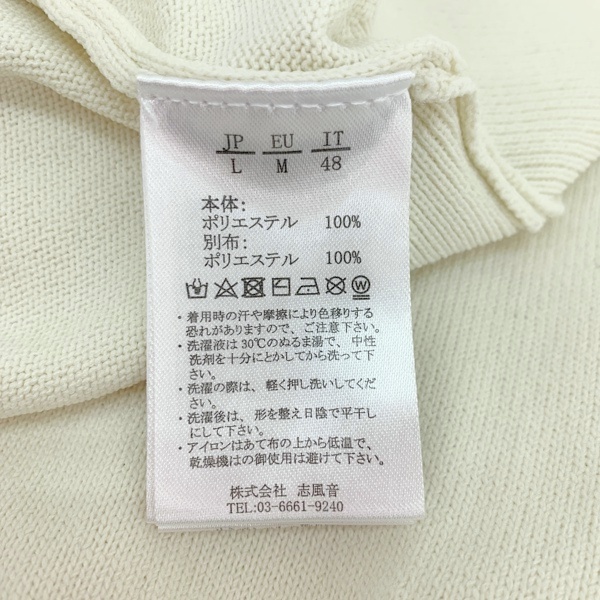 JP EU IT
L M 48
本体:
ポリエステル 100%
別布:
ポリエステル 100%
・着用時の汗や摩擦により色移りする
恐れがありますので、ご注意下さい。
・洗濯液は30℃のぬるま湯で、中性
洗剤を十分にとかしてから洗って下
さい。
・洗濯の際は、軽く押し洗いしてくだ
さい。
・洗濯後は、形を整え日陰で平干し
にして下さい。
・アイロンはあて布の上から低温で、
乾燥機はの御使用は避けて下さい。
株式会社 志風音
TEL:03-6661-9240